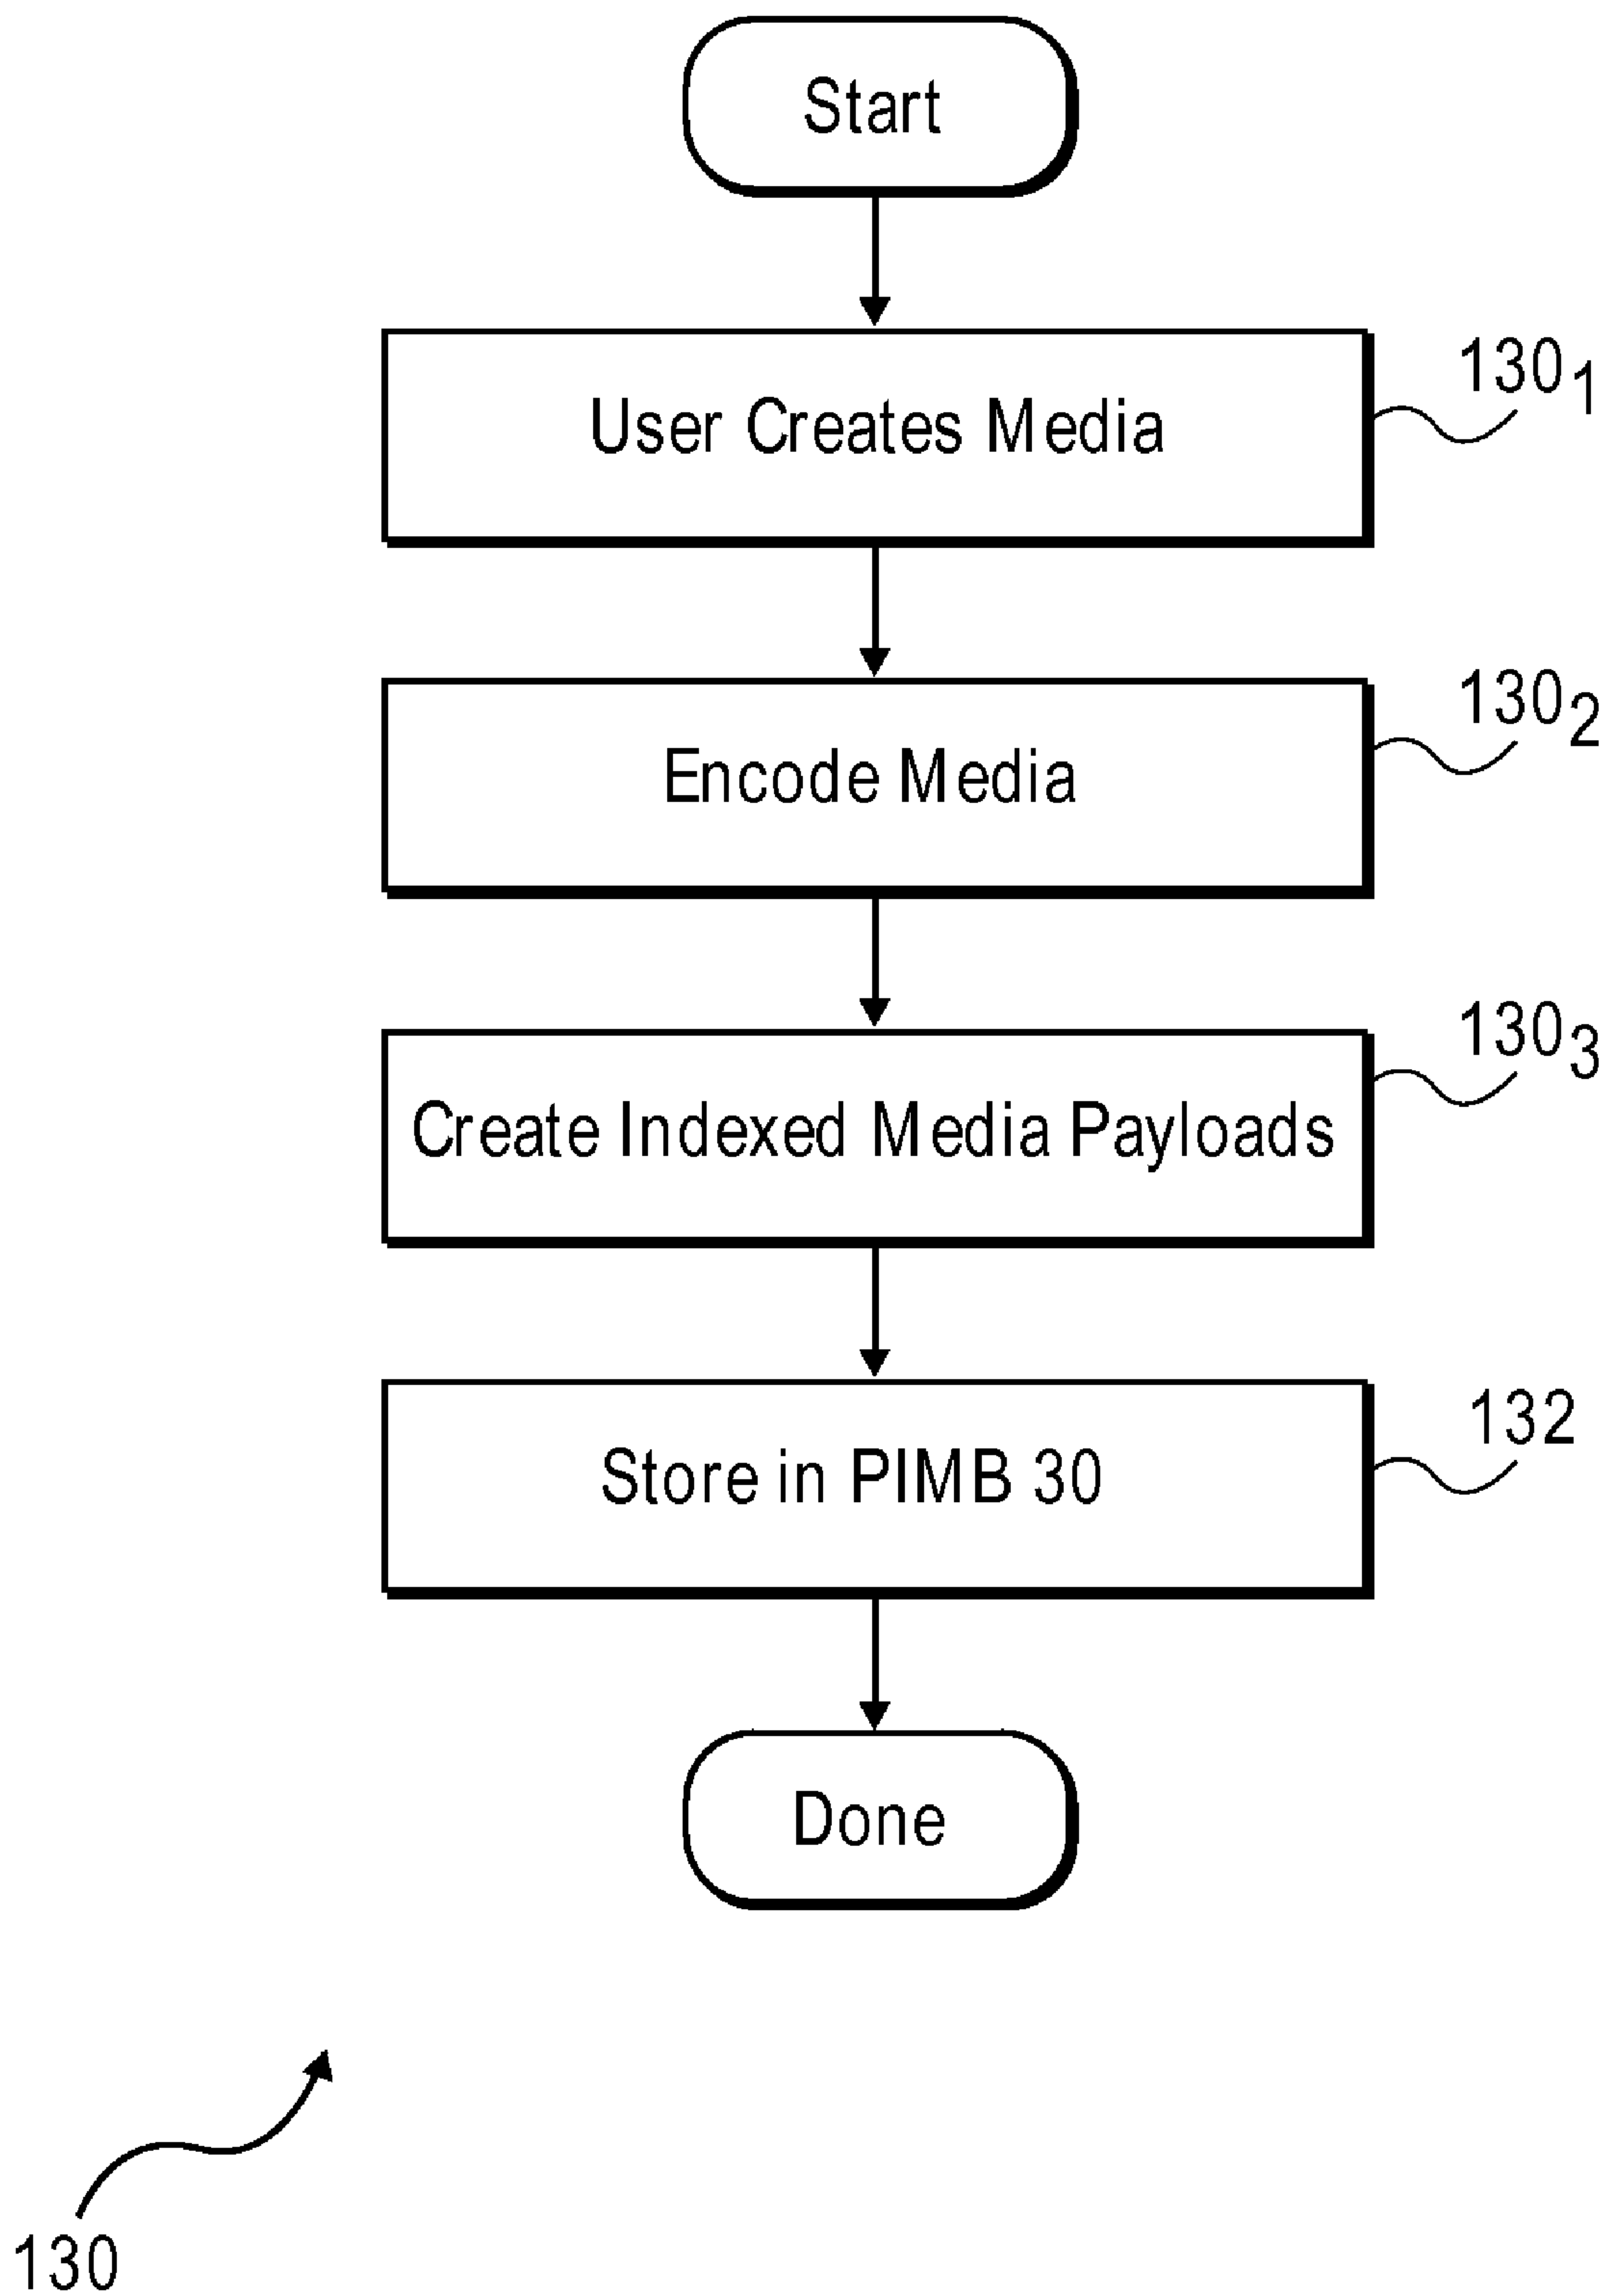 Start
User Creates Media
130₁
Encode Media
130₂
Create Indexed Media Payloads
130₃
Store in PIMB 30
132
Done
130